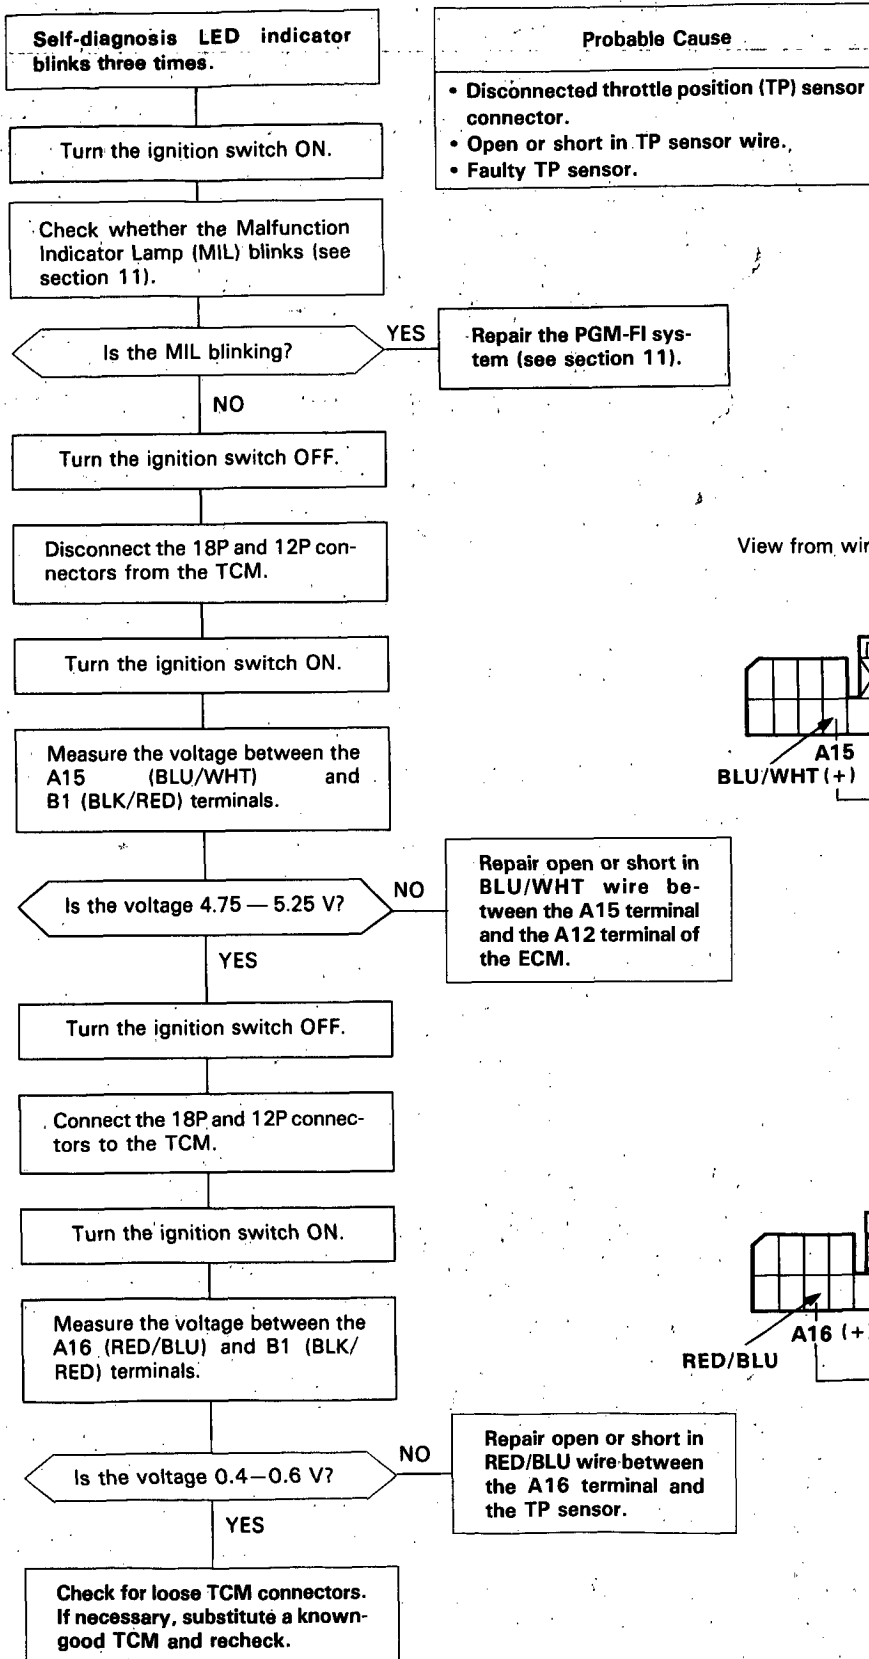 Self-diagnosis LED indicator
blinks three times.
Probable Cause
• Disconnected throttle position (TP) sensor
connector.
• Open or short in TP sensor wire.
• Faulty TP sensor.
Turn the ignition switch ON.
Check whether the Malfunction
Indicator Lamp (MIL) blinks (see
section 11).
Is the MIL blinking?
YES
Repair the PGM-FI sys-
tem (see section 11).
NO
Turn the ignition switch OFF.
Disconnect the 18P and 12P con-
nectors from the TCM.
View from
Turn the ignition switch ON.
Measure the voltage between the
A15 (BLU/WHT) and
B1 (BLK/RED) terminals.
A15
BLU/WHT (+)
Is the voltage 4.75 — 5.25 V?
NO
Repair open or short in
BLU/WHT wire be-
tween the A15 terminal
and the A12 terminal of
the ECM.
YES
Turn the ignition switch OFF.
Connect the 18P and 12P connec-
tors to the TCM.
Turn the ignition switch ON.
Measure the voltage between the
A16 (RED/BLU) and B1 (BLK/
RED) terminals.
A16 (+
RED/BLU
Is the voltage 0.4—0.6 V?
NO
Repair open or short in
RED/BLU wire between
the A16 terminal and
the TP sensor.
YES
Check for loose TCM connectors.
If necessary, substitute a known-
good TCM and recheck.